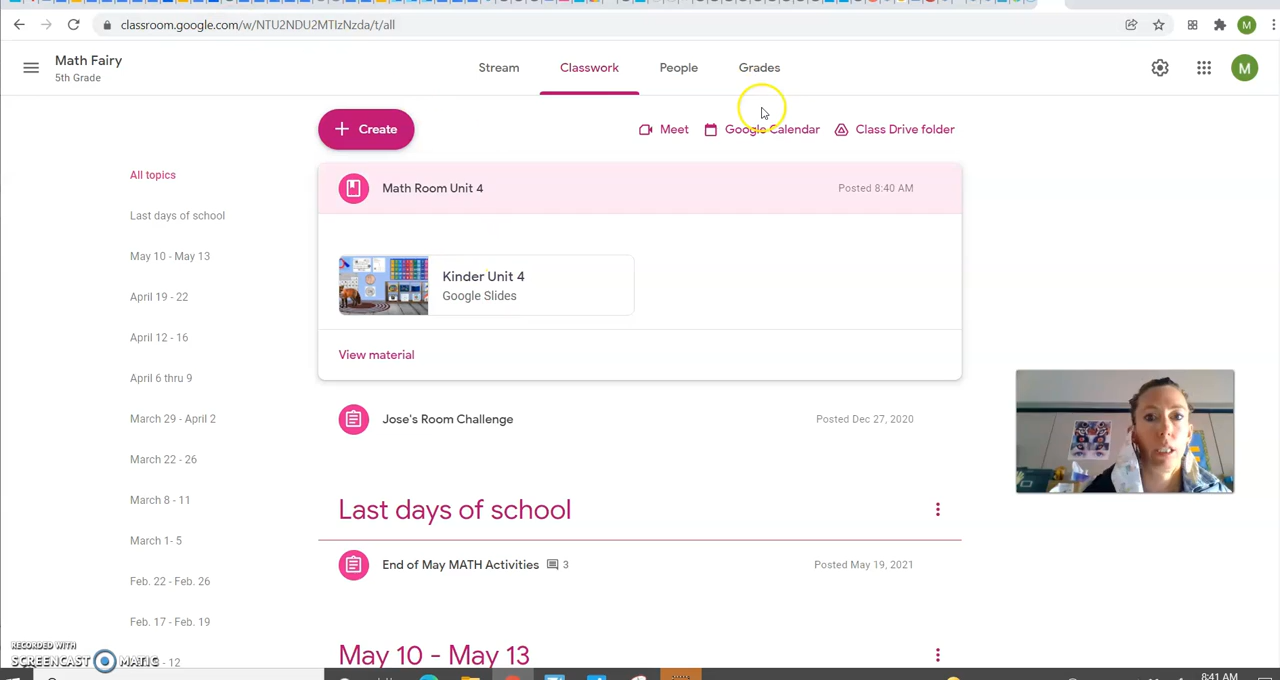 classroom.google.com/w/NTU2NDU2MTIzNzda/t/all
M
Math Fairy
5th Grade
Stream
Classwork
People
Grades
M
Create
Meet
Google Calendar
Class Drive folder
All topics
Last days of school
May 10 - May 13
April 19 - 22
April 12 - 16
April 6 thru 9
March 29 - April 2
March 22 - 26
March 8 - 11
March 1- 5
Feb. 22 - Feb. 26
Feb. 17 - Feb. 19
- 12
Math Room Unit 4
Posted 8:40 AM
Kinder Unit 4
Google Slides
View material
Jose's Room Challenge
Posted Dec 27, 2020
Last days of school
End of May MATH Activities
3
Posted May 19, 2021
May 10 - May 13
RECORDED WITH
SCREENCAST MATIC
8:41 AM